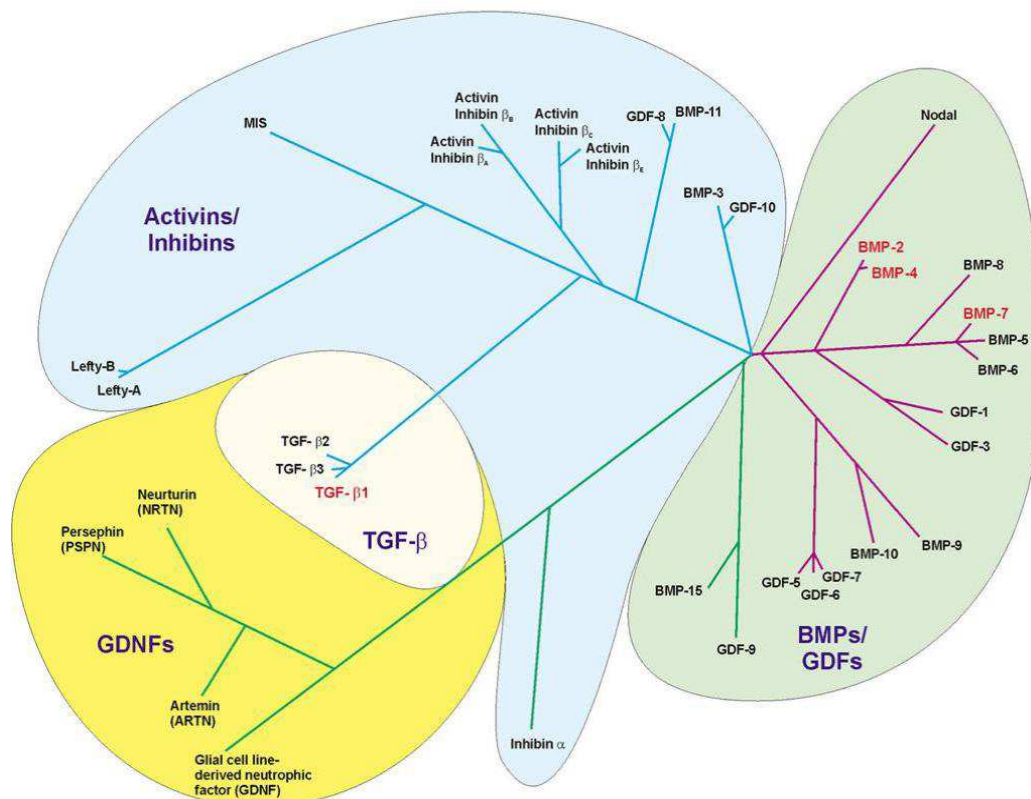 MIS
Activin
Inhibin βB
Activin
Inhibin βA
Activin
Inhibin βC
Activin
Inhibin βE
GDF-8
BMP-11
BMP-3
GDF-10
Nodal
Activins/
Inhibins
BMP-2
BMP-4
BMP-8
BMP-7
BMP-5
BMP-6
Lefty-B
Lefty-A
GDF-1
GDF-3
TGF- β2
TGF- β3
TGF- β1
TGF-β
Neurturin
(NRTN)
Persephin
(PSPN)
BMP-10
BMP-9
GDF-5
GDF-7
GDF-6
BMP-15
GDF-9
BMPs/
GDFs
GDNFs
Artemin
(ARTN)
Inhibin α
Glial cell line-
derived neutrophic
factor (GDNF)